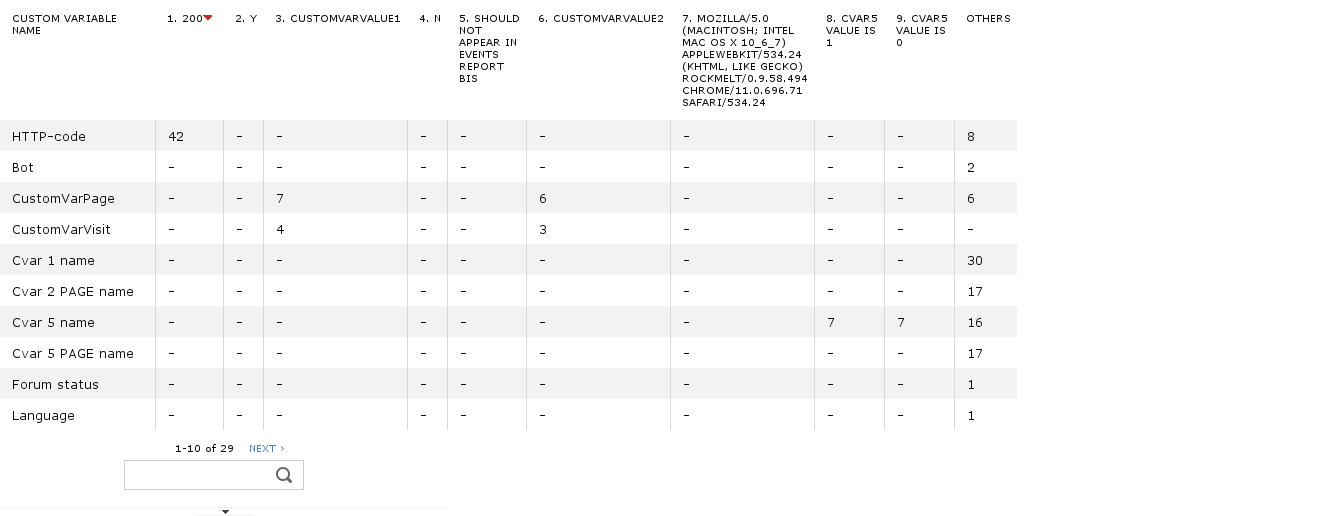 CUSTOM VARIABLE NAME 1. 200 2. Y 3. CUSTOMVARVALUE1 4. N 5. SHOULD NOT APPEAR IN EVENTS REPORT BIS 6. CUSTOMVARVALUE2 7. MOZILLA/5.0 (MACINTOSH; INTEL MAC OS X 10_6_7) APPLEWEBKIT/534.24 (KHTML, LIKE GECKO) ROCKMELT/0.9.58.494 CHROME/11.0.696.71 SAFARI/534.24 8. CVAR5 VALUE IS 1 9. CVAR5 VALUE IS 0 OTHERS
HTTP-code 42 - - - - - - - - 8
Bot - - - - - - - - - 2
CustomVarPage - - 7 - - 6 - - - 6
CustomVarVisit - - 4 - - 3 - - - -
Cvar 1 name - - - - - - - - - 30
Cvar 2 PAGE name - - - - - - - - - 17
Cvar 5 name - - - - - - - 7 7 16
Cvar 5 PAGE name - - - - - - - - - 17
Forum status - - - - - - - - - 1
Language - - - - - - - - - 1
1-10 of 29 NEXT ›